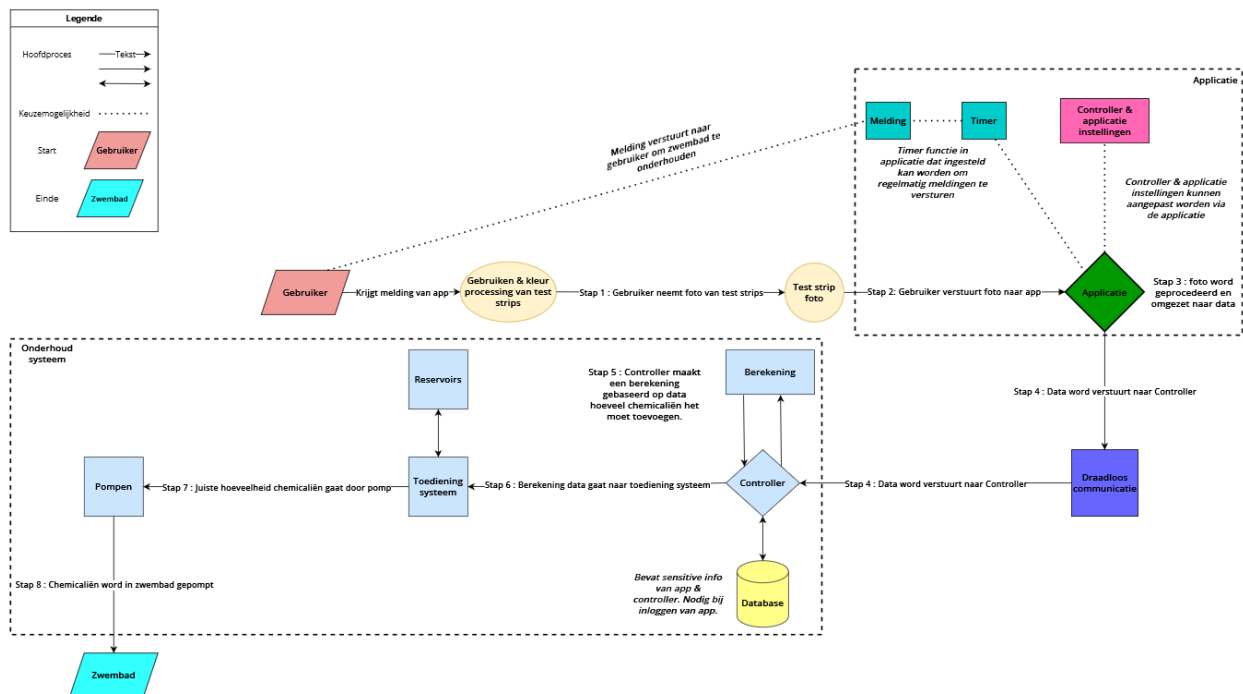 Legende
Hoofdproces
Tekst
Keuzemogelijkheid
Start
Gebruiker
Einde
Zwembad
Applicatie
Melding
Timer
Controller &
applicatie
instellingen
Melding verstuurt naar
gebruiker om zwembad te
onderhouden
Timer functie in
applicatie dat ingesteld
kan worden om
regelmatig meldingen te
versturen
Controller & applicatie
instellingen kunnen
aangepast worden via
de applicatie
Gebruiker
Krijgt melding van app
Gebruiken & kleur
processing van test
strips
Stap 1 : Gebruiker neemt foto van test strips
Test strip
foto
Stap 2: Gebruiker verstuurt foto naar app
Applicatie
Stap 3 : foto word
geprocedeerd en
omgezet naar data
Onderhoud
systeem
Reservoirs
Stap 5 : Controller maakt
een berekening
gebaseerd op data
hoeveel chemicaliën het
moet toevoegen.
Berekening
Stap 4 : Data word verstuurt naar Controller
Pompen
Stap 7 : Juiste hoeveelheid chemicaliën gaat door pomp
Toediening
systeem
Stap 6 : Berekening data gaat naar toediening systeem
Controller
Stap 4 : Data word verstuurt naar Controller
Draadloos
communicatie
Stap 8 : Chemicaliën word in zwembad gepompt
Bevat sensitive info
van app &
controller. Nodig bij
inloggen van app.
Database
Zwembad